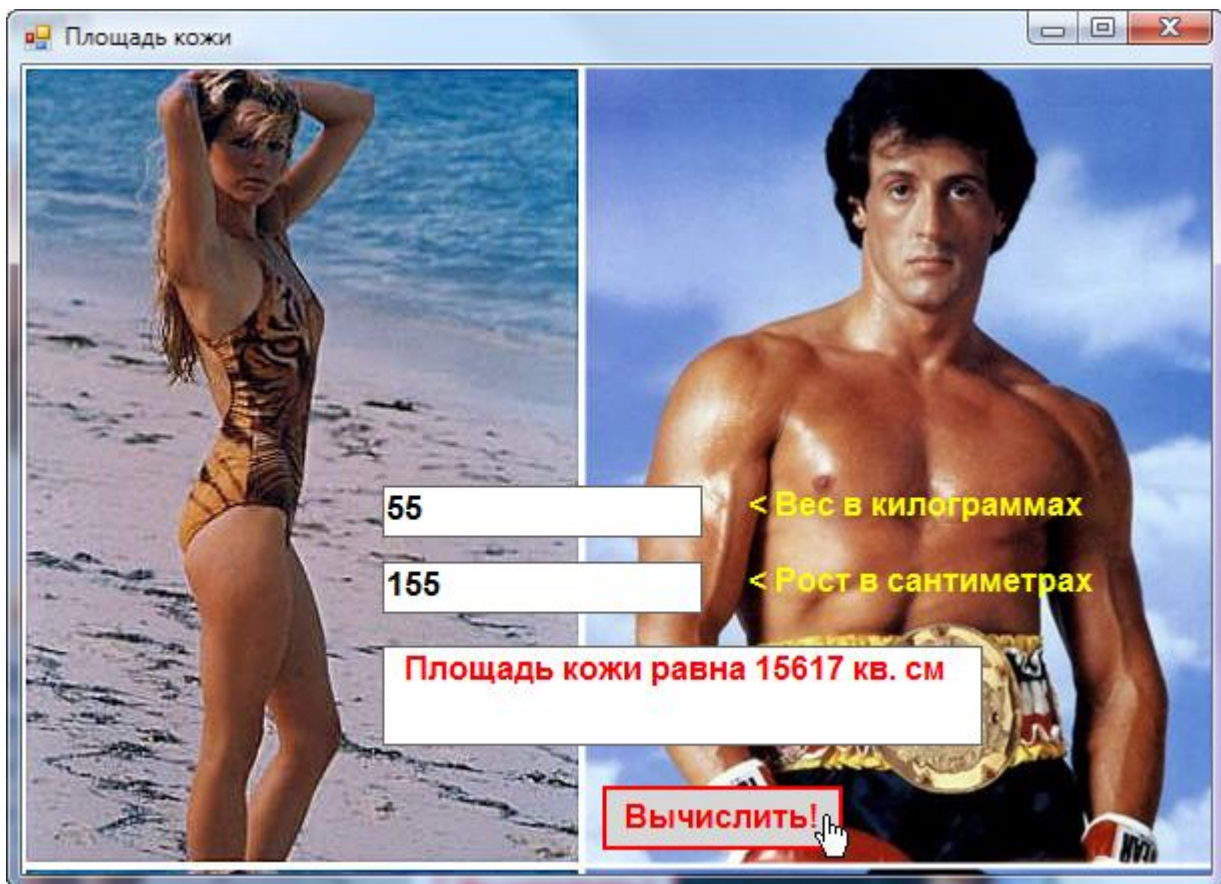 Площадь кожи
55
< Вес в килограммах
155
< Рост в сантиметрах
Площадь кожи равна 15617 кв. см
Вычислить!